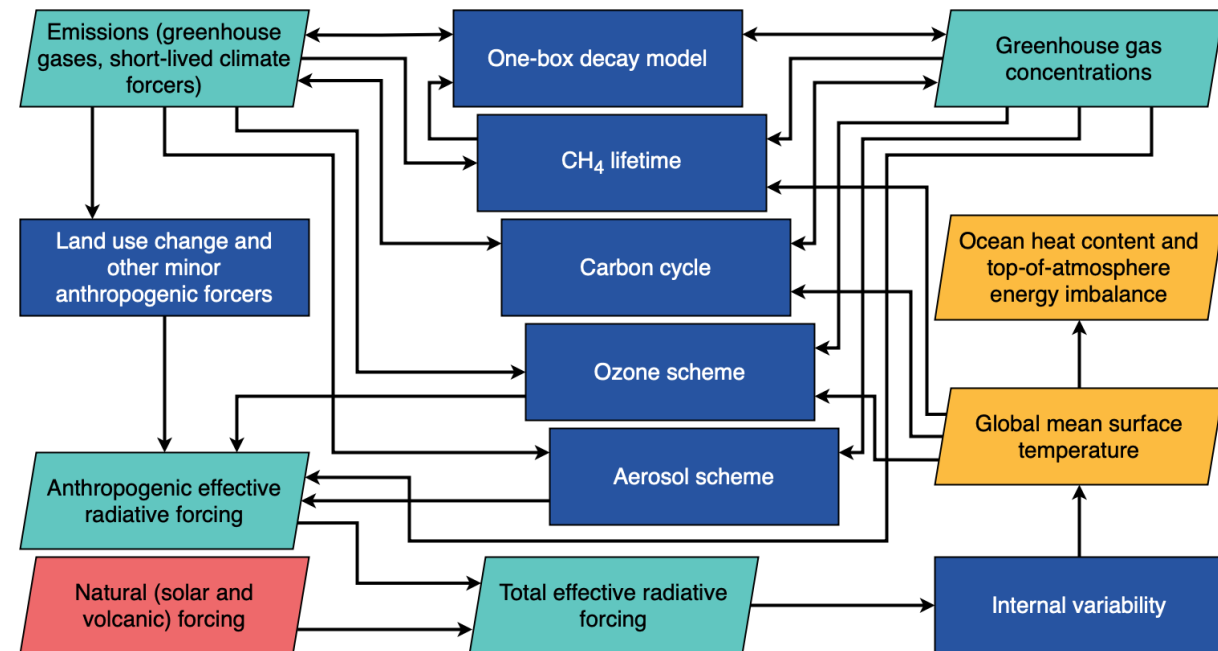 Emissions (greenhouse
gases, short-lived climate
forcers)
One-box decay model
Greenhouse gas
concentrations
CH₄ lifetime
Land use change and
other minor
anthropogenic forcers
Carbon cycle
Ocean heat content and
top-of-atmosphere
energy imbalance
Ozone scheme
Global mean surface
temperature
Aerosol scheme
Anthropogenic effective
radiative forcing
Natural (solar and
volcanic) forcing
Total effective radiative
forcing
Internal variability